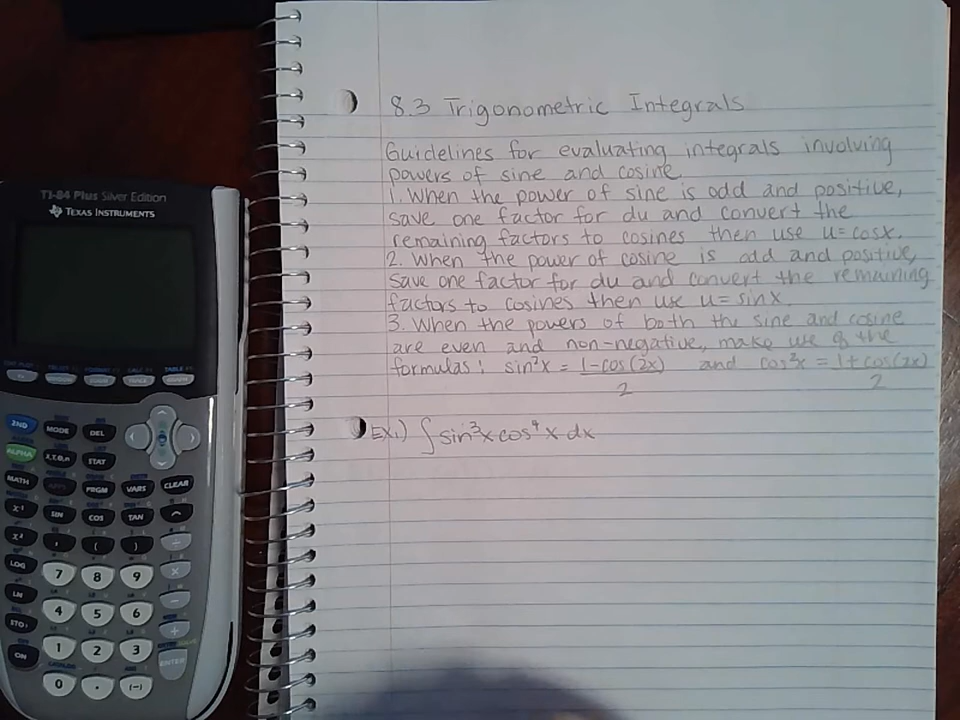 8.3 Trigonometric Integrals
Guidelines for evaluating integrals involving
powers of sine and cosine
1. When the power of sine is odd and positive,
save one factor for du and convert the
remaining factors to cosines then use u=cosx.
2. When the power of cosine is odd and positive,
save one factor for du and convert the remaining
factors to cosines then use u=sinx.
3. When the powers of both the sine and cosine
are even and non-negative, make use of the
formulas: sin²x = (1-cos(2x))/2 and cos²x = (1+cos(2x))/2
EX.) ∫sin³xcos⁴x dx
TI-84 Plus Silver Edition
TEXAS INSTRUMENTS
2ND MODE DEL
ALPHA X,T,θ,n STAT
MATH APPS PRGM VARS CLEAR
x⁻¹ SIN COS TAN ^
x² , ( ) ÷
LOG 7 8 9 ×
LN 4 5 6 −
STO› 1 2 3 +
ON 0 . (−) ENTER